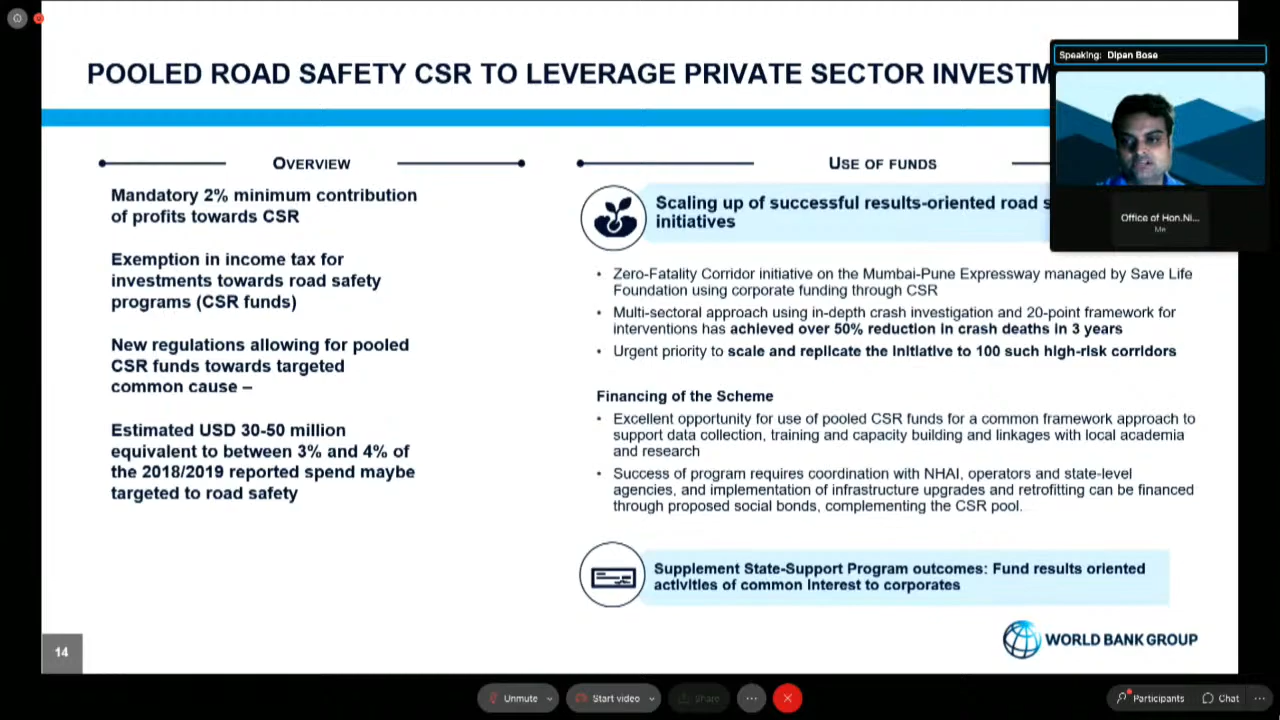 POOLED ROAD SAFETY CSR TO LEVERAGE PRIVATE SECTOR
Speaking: Dipan Bose
Office of Hon.Ni...
Me
OVERVIEW
Mandatory 2% minimum contribution
of profits towards CSR
Exemption in income tax for
investments towards road safety
programs (CSR funds)
New regulations allowing for pooled
CSR funds towards targeted
common cause –
Estimated USD 30-50 million
equivalent to between 3% and 4% of
the 2018/2019 reported spend maybe
targeted to road safety
USE OF FUNDS
Scaling up of successful results-oriented road
initiatives
• Zero-Fatality Corridor initiative on the Mumbai-Pune Expressway managed by Save Life
Foundation using corporate funding through CSR
• Multi-sectoral approach using in-depth crash investigation and 20-point framework for
interventions has achieved over 50% reduction in crash deaths in 3 years
• Urgent priority to scale and replicate the initiative to 100 such high-risk corridors
Financing of the Scheme
• Excellent opportunity for use of pooled CSR funds for a common framework approach to
support data collection, training and capacity building and linkages with local academia
and research
• Success of program requires coordination with NHAI, operators and state-level
agencies, and implementation of infrastructure upgrades and retrofitting can be financed
through proposed social bonds, complementing the CSR pool.
Supplement State-Support Program outcomes: Fund results oriented
activities of common interest to corporates
14
WORLD BANK GROUP
Unmute
Start video
Share
Participants
Chat